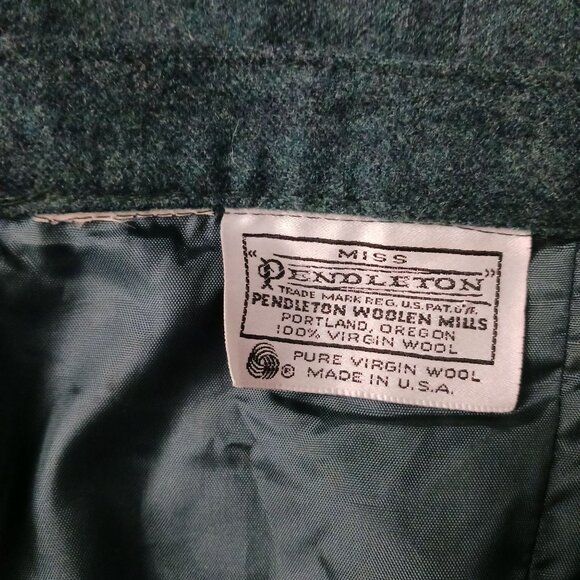 MISS
"PENDLETON"
TRADE MARK REG. U.S. PAT. Off.
PENDLETON WOOLEN MILLS
PORTLAND, OREGON
100% VIRGIN WOOL
® PURE VIRGIN WOOL
MADE IN U.S.A.